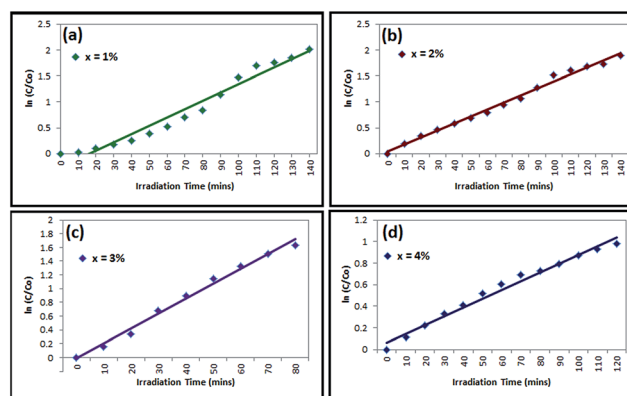 (a)
x = 1%
2.5
2
1.5
1
0.5
0
ln (C/Co)
0 10 20 30 40 50 60 70 80 90 100 110 120 130 140
Irradiation Time (mins)
(b)
x = 2%
2.5
2
1.5
1
0.5
0
ln (C/Co)
0 10 20 30 40 50 60 70 80 90 100 110 120 130 140
Irradiation Time (mins)
(c)
x = 3%
2
1.8
1.6
1.4
1.2
1
0.8
0.6
0.4
0.2
0
ln (C/Co)
0 10 20 30 40 50 60 70 80
Irradiation Time (mins)
(d)
x = 4%
1.2
1
0.8
0.6
0.4
0.2
0
ln (C/Co)
0 10 20 30 40 50 60 70 80 90 100 110 120
Irradiation Time (mins)